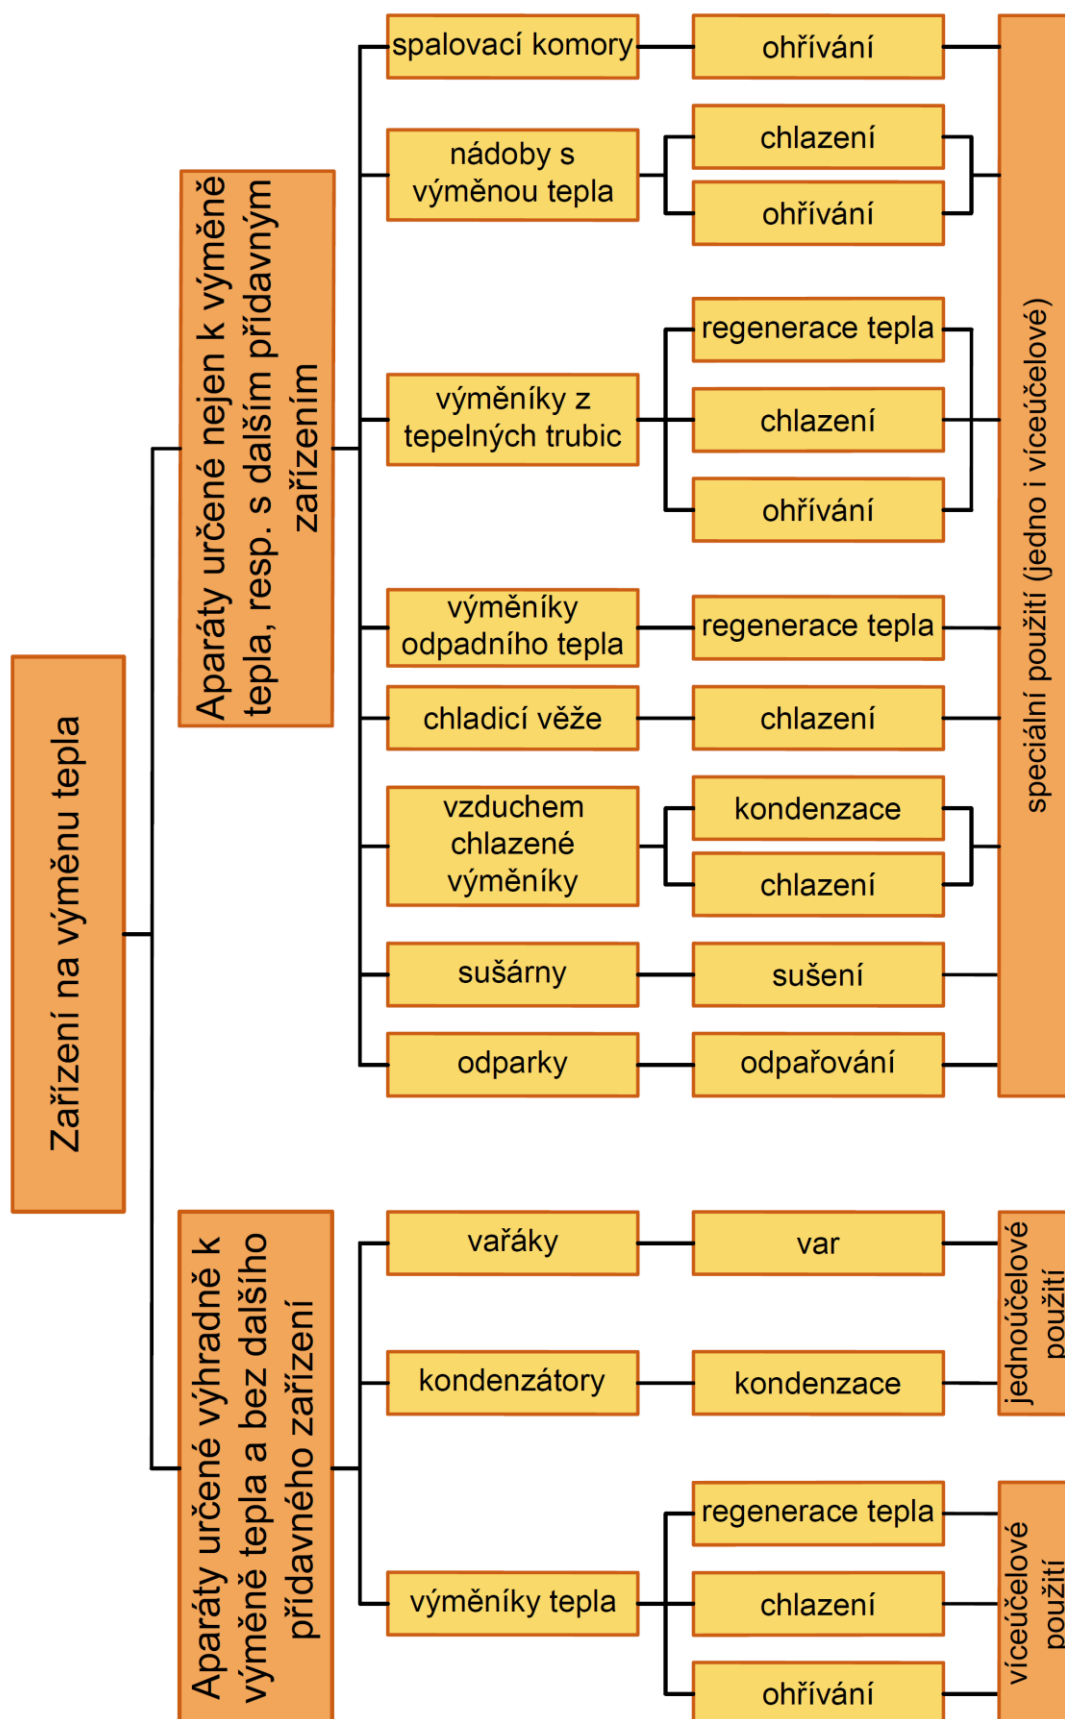 Zařízení na výměnu tepla
Aparáty určené nejen k výměně
tepla, resp. s dalším přídavným
zařízením
spalovací komory
ohřívání
nádoby s
výměnou tepla
chlazení
ohřívání
výměníky z
tepelných trubic
regenerace tepla
chlazení
ohřívání
výměníky
odpadního tepla
regenerace tepla
chladicí věže
chlazení
vzduchem
chlazené
výměníky
kondenzace
chlazení
sušárny
sušení
odparky
odpařování
speciální použití (jedno i víceúčelové)
Aparáty určené výhradně k
výměně tepla a bez dalšího
přídavného zařízení
vařáky
var
kondenzátory
kondenzace
jednoúčelové
použití
výměníky tepla
regenerace tepla
chlazení
ohřívání
víceúčelové
použití